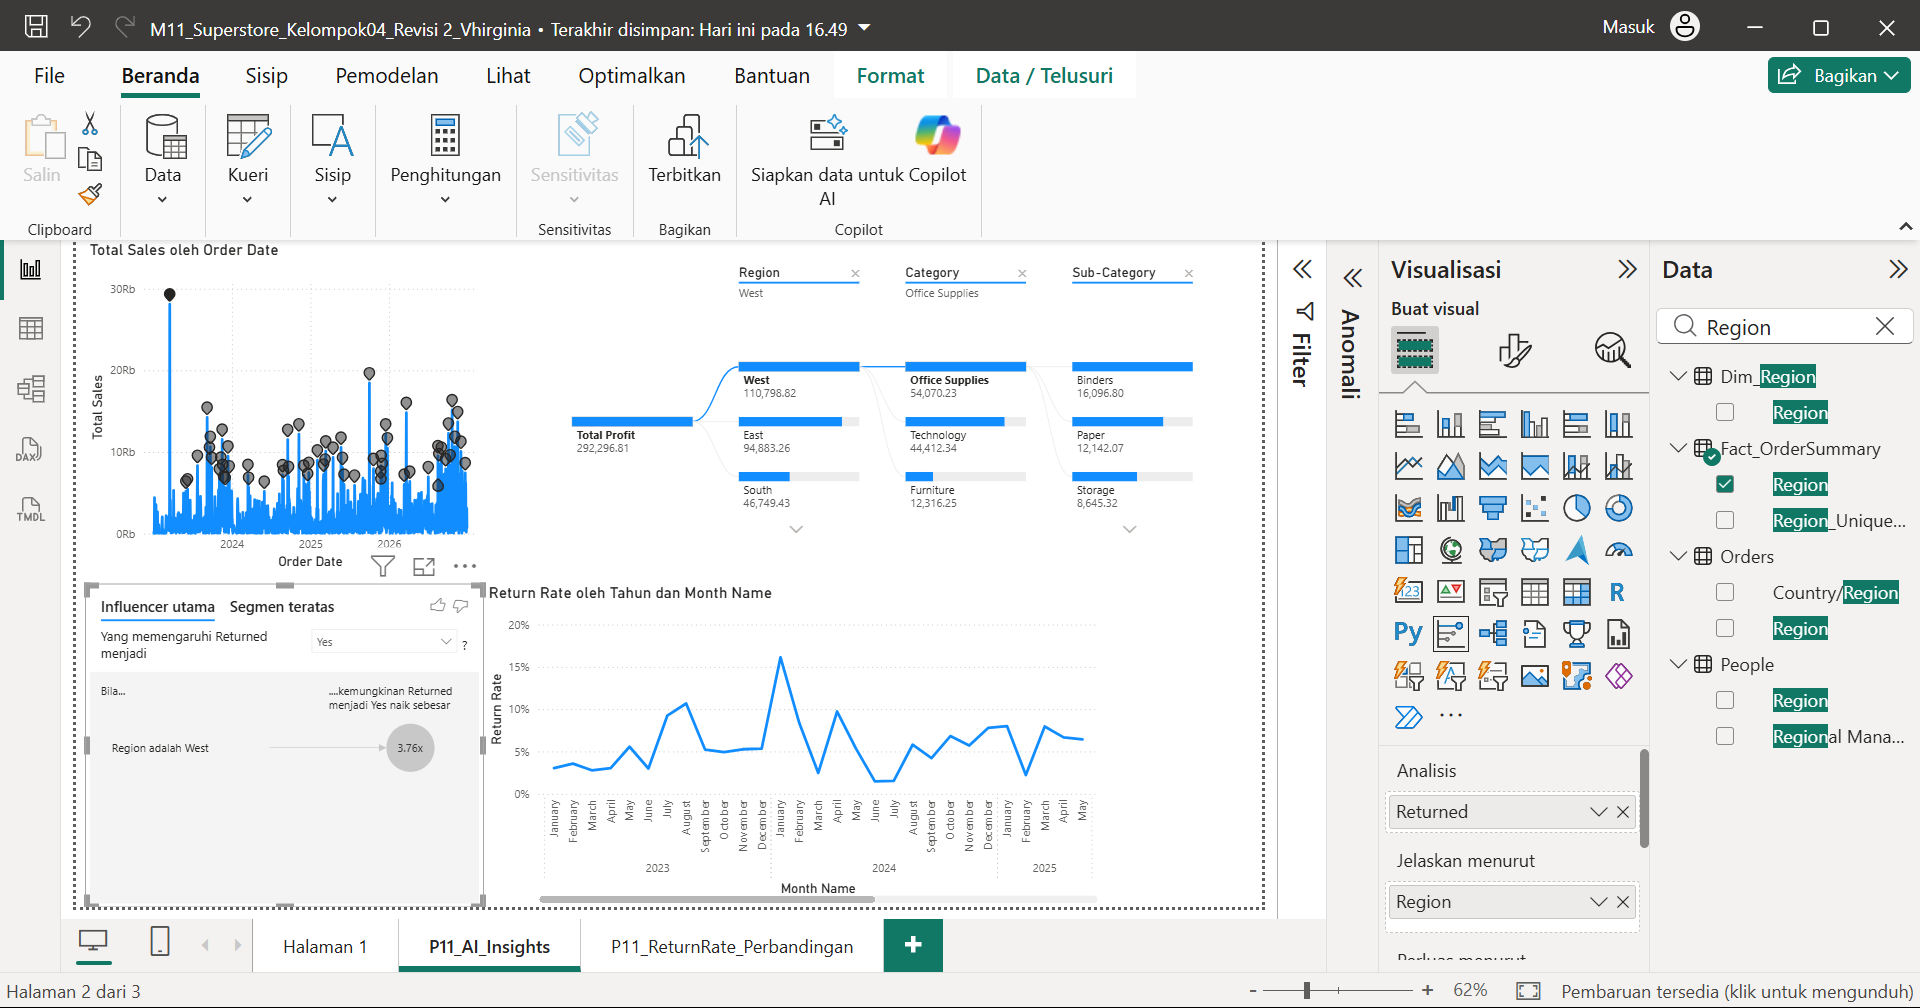 M11_Superstore_Kelompok04_Revisi 2_Vhirginia • Terakhir disimpan: Hari ini pada 16.49
Masuk
File Beranda Sisip Pemodelan Lihat Optimalkan Bantuan Format Data / Telusuri
Bagikan
Salin
Data
Kueri
Sisip
Penghitungan
Sensitivitas
Terbitkan
Siapkan data untuk AI
Copilot
Clipboard
Sensitivitas
Bagikan
Copilot
DAX
TMDL
Total Sales oleh Order Date
Total Sales
30Rb
20Rb
10Rb
0Rb
2024 2025 2026
Order Date
Region
West
Category
Office Supplies
Sub-Category
Total Profit
292,296.81
West
110,798.82
East
94,883.26
South
46,749.43
Office Supplies
54,070.23
Technology
44,412.34
Furniture
12,316.25
Binders
16,096.80
Paper
12,142.07
Storage
8,645.32
Influencer utama Segmen teratas
Yang memengaruhi Returned menjadi
Yes
?
Bila...
....kemungkinan Returned
menjadi Yes naik sebesar
Region adalah West
3.76x
Return Rate oleh Tahun dan Month Name
Return Rate
20%
15%
10%
5%
0%
January February March April May June July August September October November December January February March April May June July August September October November December January February March April May
2023 2024 2025
Month Name
Filter
Anomali
Visualisasi
Buat visual
123
R
Py
Analisis
Returned
Jelaskan menurut
Region
Perluas menurut
Data
Region
Dim_Region
Region
Fact_OrderSummary
Region
Region_Unique...
Orders
Country/Region
Region
People
Region
Regional Mana...
Halaman 1 P11_AI_Insights P11_ReturnRate_Perbandingan +
Halaman 2 dari 3
- + 62%
Pembaruan tersedia (klik untuk mengunduh)